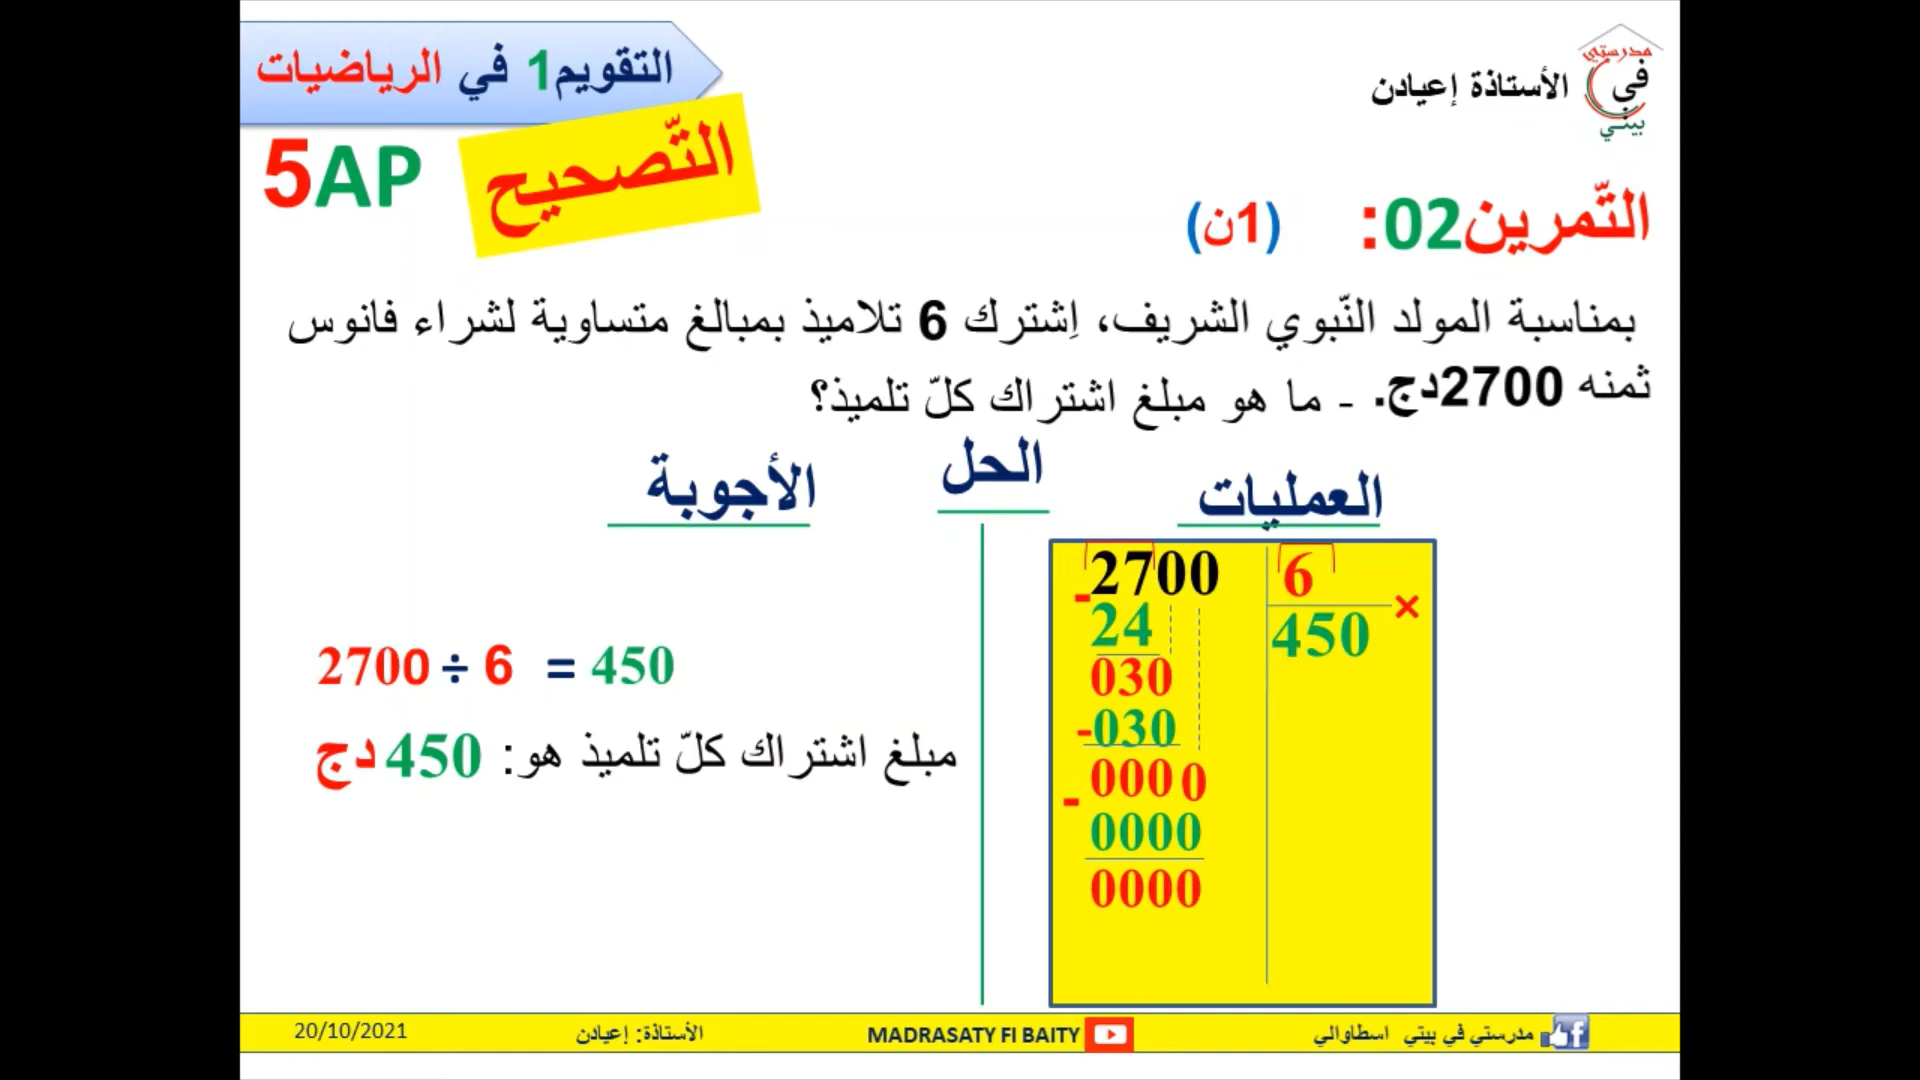 التقويم1 في الرياضيات
مدرستي
في
بيتي
الأستاذة إعيادن
5AP
التّصحيح
التّمرين02: (1ن)
بمناسبة المولد النّبوي الشريف، اِشترك 6 تلاميذ بمبالغ متساوية لشراء فانوس
ثمنه 2700دج. - ما هو مبلغ اشتراك كلّ تلميذ؟
الحل
العمليات
الأجوبة
2700 6
- 24 450 ×
030
-030
0000
- 0000
0000
2700 ÷ 6 = 450
مبلغ اشتراك كلّ تلميذ هو: 450 دج
مدرستي في بيتي اسطاوالي MADRASATY FI BAITY الأستاذة: إعيادن 20/10/2021